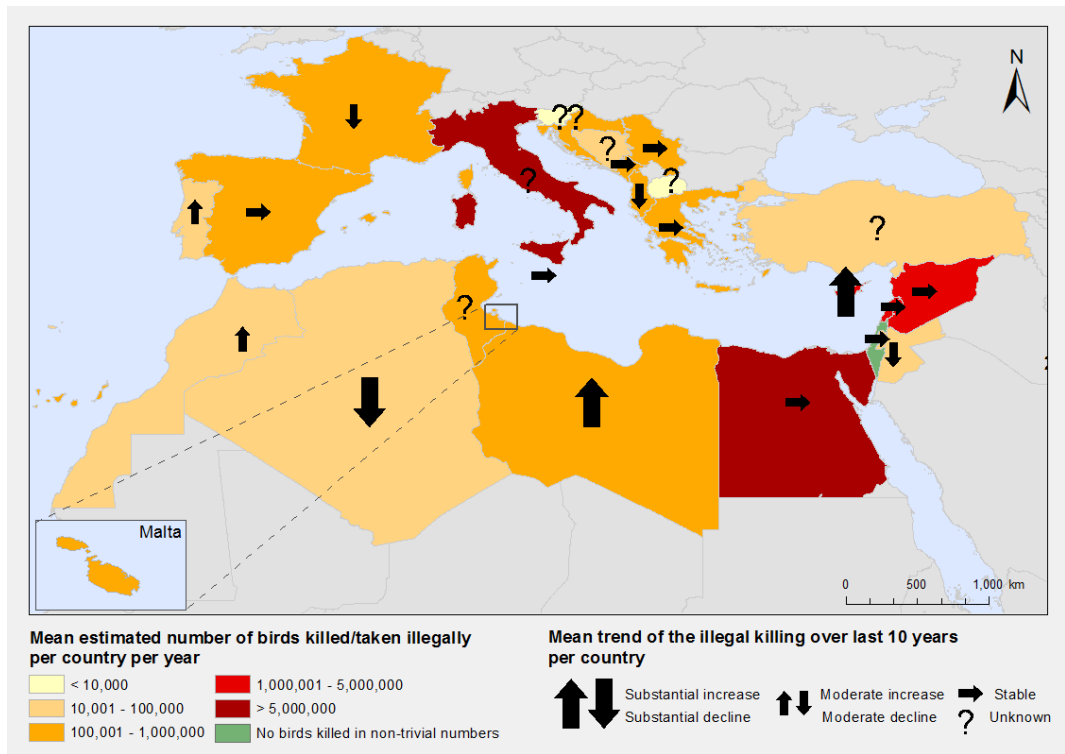 N
?
??
?
?
?
?
?
Malta
0 500 1,000 km
Mean estimated number of birds killed/taken illegally
per country per year
< 10,000
10,001 - 100,000
100,001 - 1,000,000
1,000,001 - 5,000,000
> 5,000,000
No birds killed in non-trivial numbers
Mean trend of the illegal killing over last 10 years
per country
Substantial increase
Substantial decline
Moderate increase
Moderate decline
Stable
? Unknown